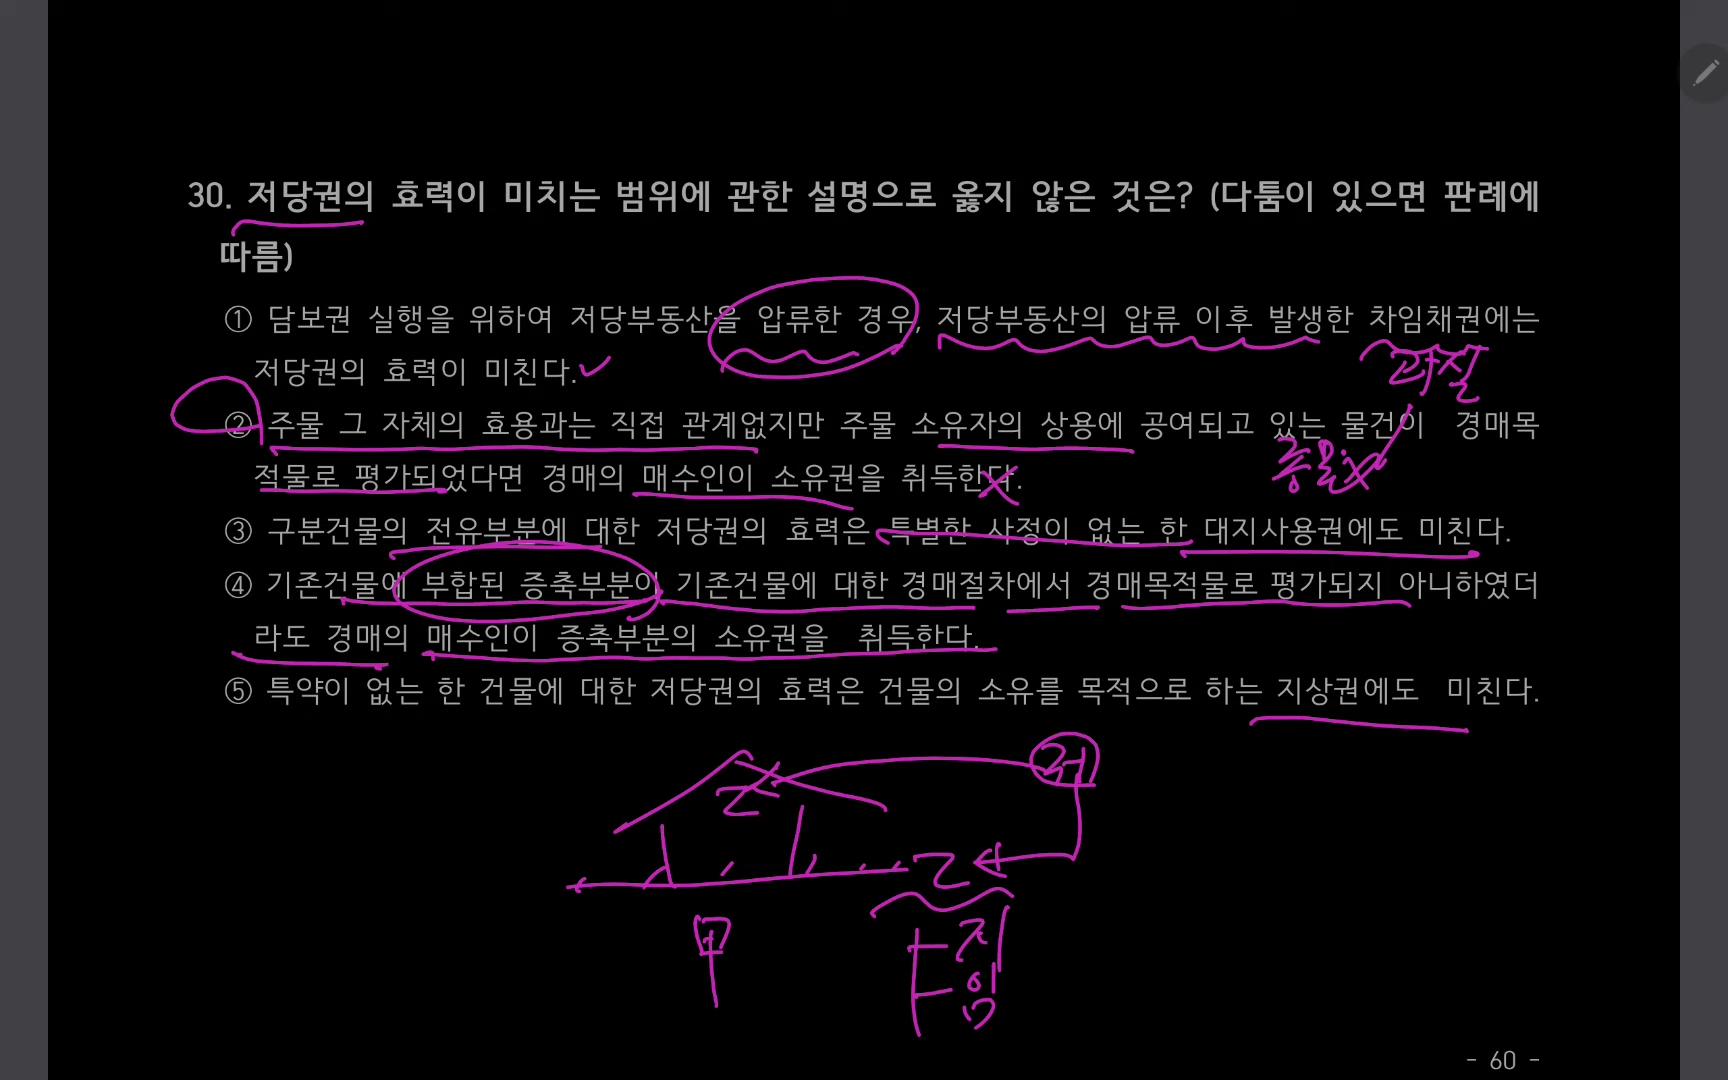 30. 저당권의 효력이 미치는 범위에 관한 설명으로 옳지 않은 것은? (다툼이 있으면 판례에
따름)
① 담보권 실행을 위하여 저당부동산을 압류한 경우, 저당부동산의 압류 이후 발생한 차임채권에는
저당권의 효력이 미친다.
과실
② 주물 그 자체의 효용과는 직접 관계없지만 주물 소유자의 상용에 공여되고 있는 물건이 경매목
적물로 평가되었다면 경매의 매수인이 소유권을 취득한다.
종물x
③ 구분건물의 전유부분에 대한 저당권의 효력은 특별한 사정이 없는 한 대지사용권에도 미친다.
④ 기존건물에 부합된 증축부분이 기존건물에 대한 경매절차에서 경매목적물로 평가되지 아니하였더
라도 경매의 매수인이 증축부분의 소유권을 취득한다.
⑤ 특약이 없는 한 건물에 대한 저당권의 효력은 건물의 소유를 목적으로 하는 지상권에도 미친다.
저
乙
乙
甲
지
임
- 60 -